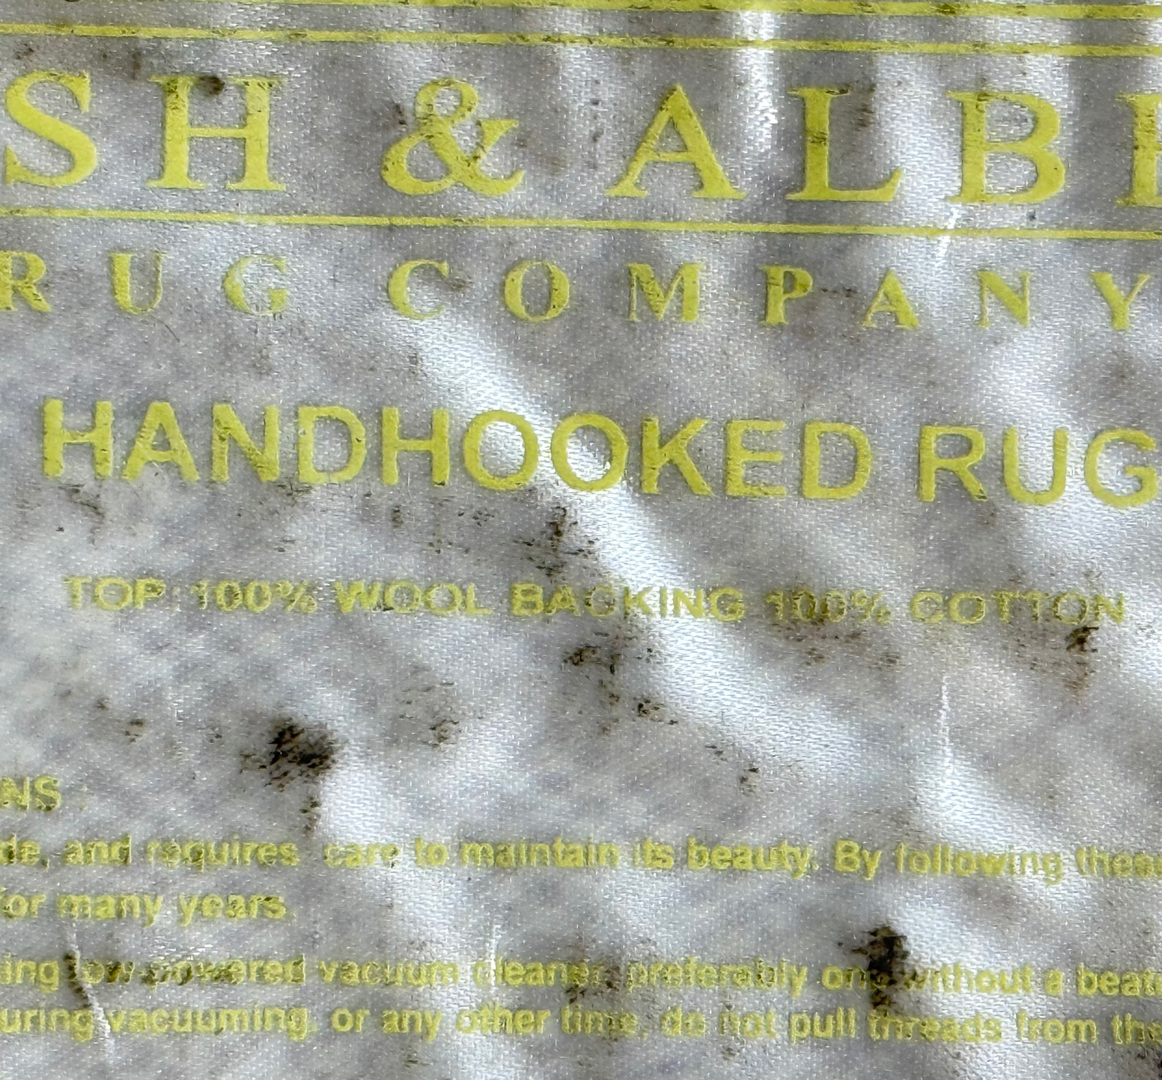 SH & ALBE
RUG COMPANY
HANDHOOKED RUG
TOP 100% WOOL BACKING 100% COTTON
NS
de, and requires care to maintain its beauty. By following these
for many years.
ing low powered vacuum cleaner, preferably one without a beate
uring vacuuming, or any other time, do not pull threads from the